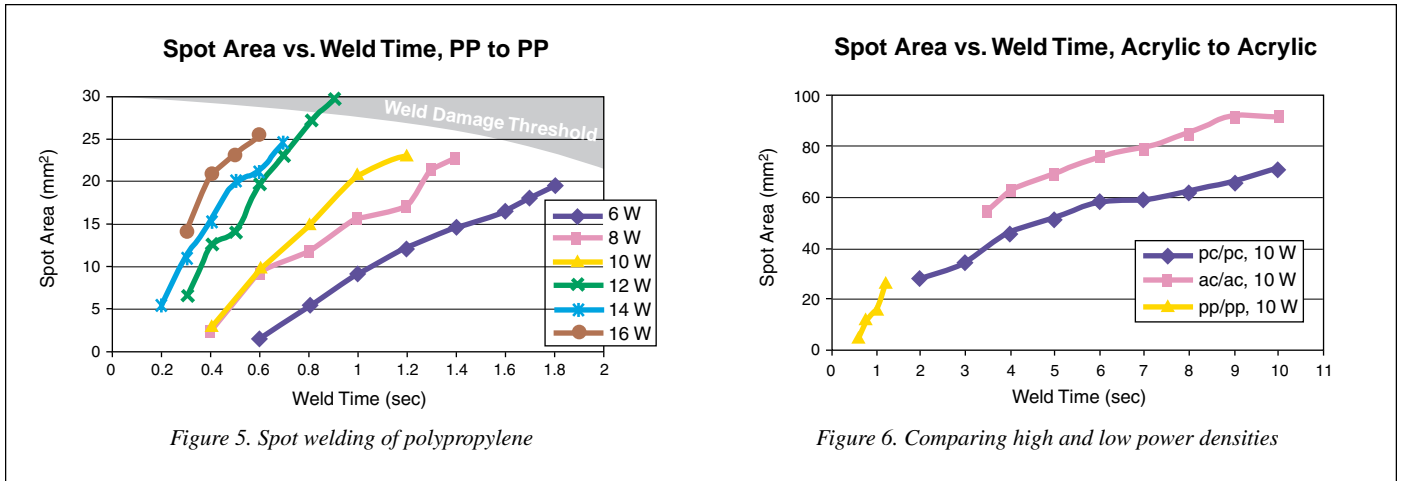 Spot Area vs. Weld Time, PP to PP
Spot Area (mm²)
30
25
20
15
10
5
0
Weld Damage Threshold
6 W
8 W
10 W
12 W
14 W
16 W
0 0.2 0.4 0.6 0.8 1 1.2 1.4 1.6 1.8 2
Weld Time (sec)
Figure 5. Spot welding of polypropylene
Spot Area vs. Weld Time, Acrylic to Acrylic
Spot Area (mm²)
100
80
60
40
20
0
pc/pc, 10 W
ac/ac, 10 W
pp/pp, 10 W
0 1 2 3 4 5 6 7 8 9 10 11
Weld Time (sec)
Figure 6. Comparing high and low power densities